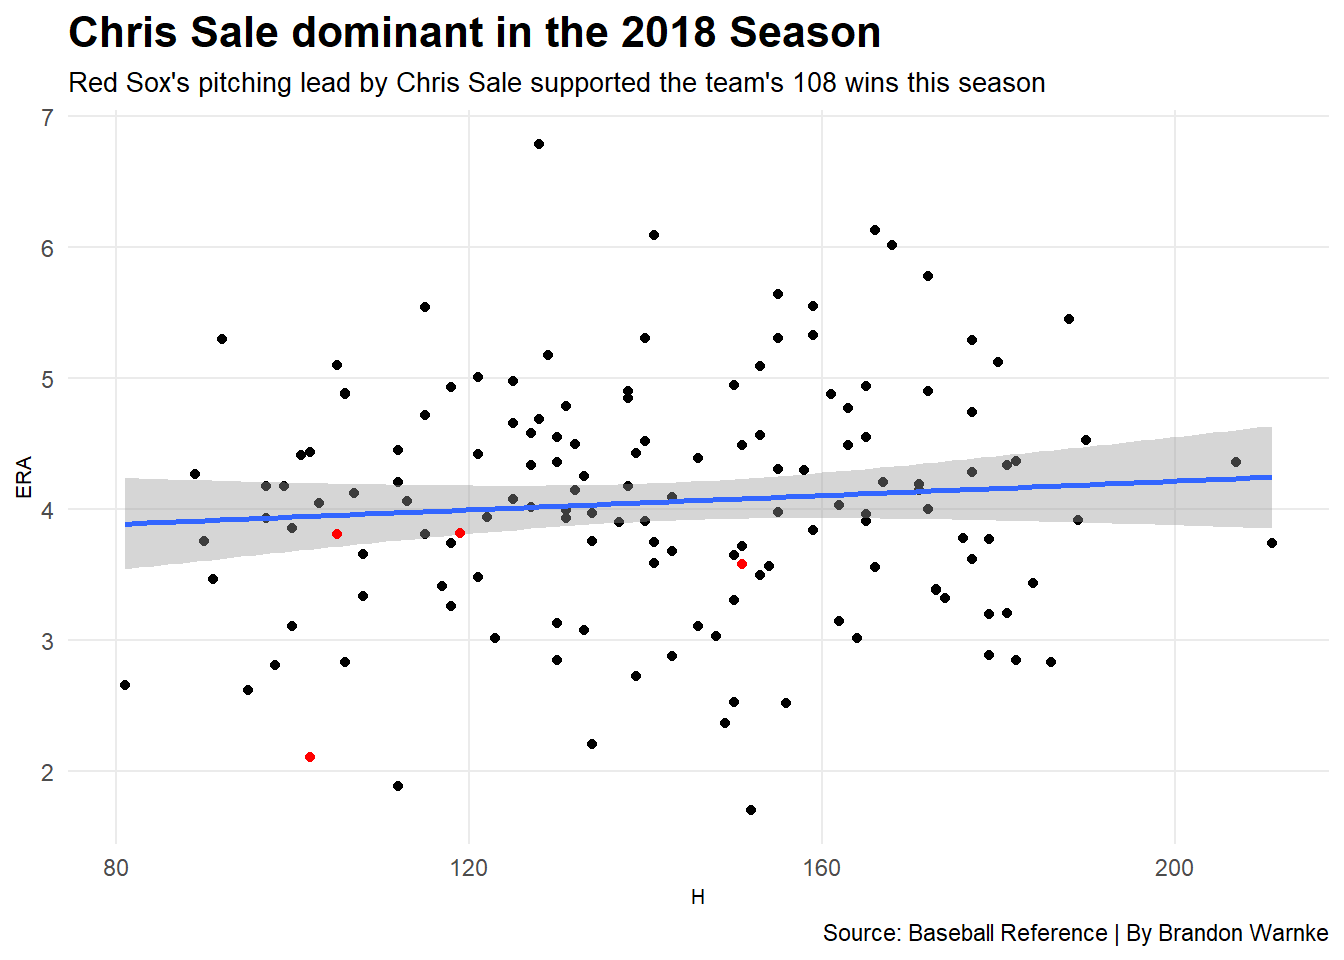 Chris Sale dominant in the 2018 Season
Red Sox's pitching lead by Chris Sale supported the team's 108 wins this season
7
6
5
4
3
2
ERA
80 120 160 200
H
Source: Baseball Reference | By Brandon Warnke